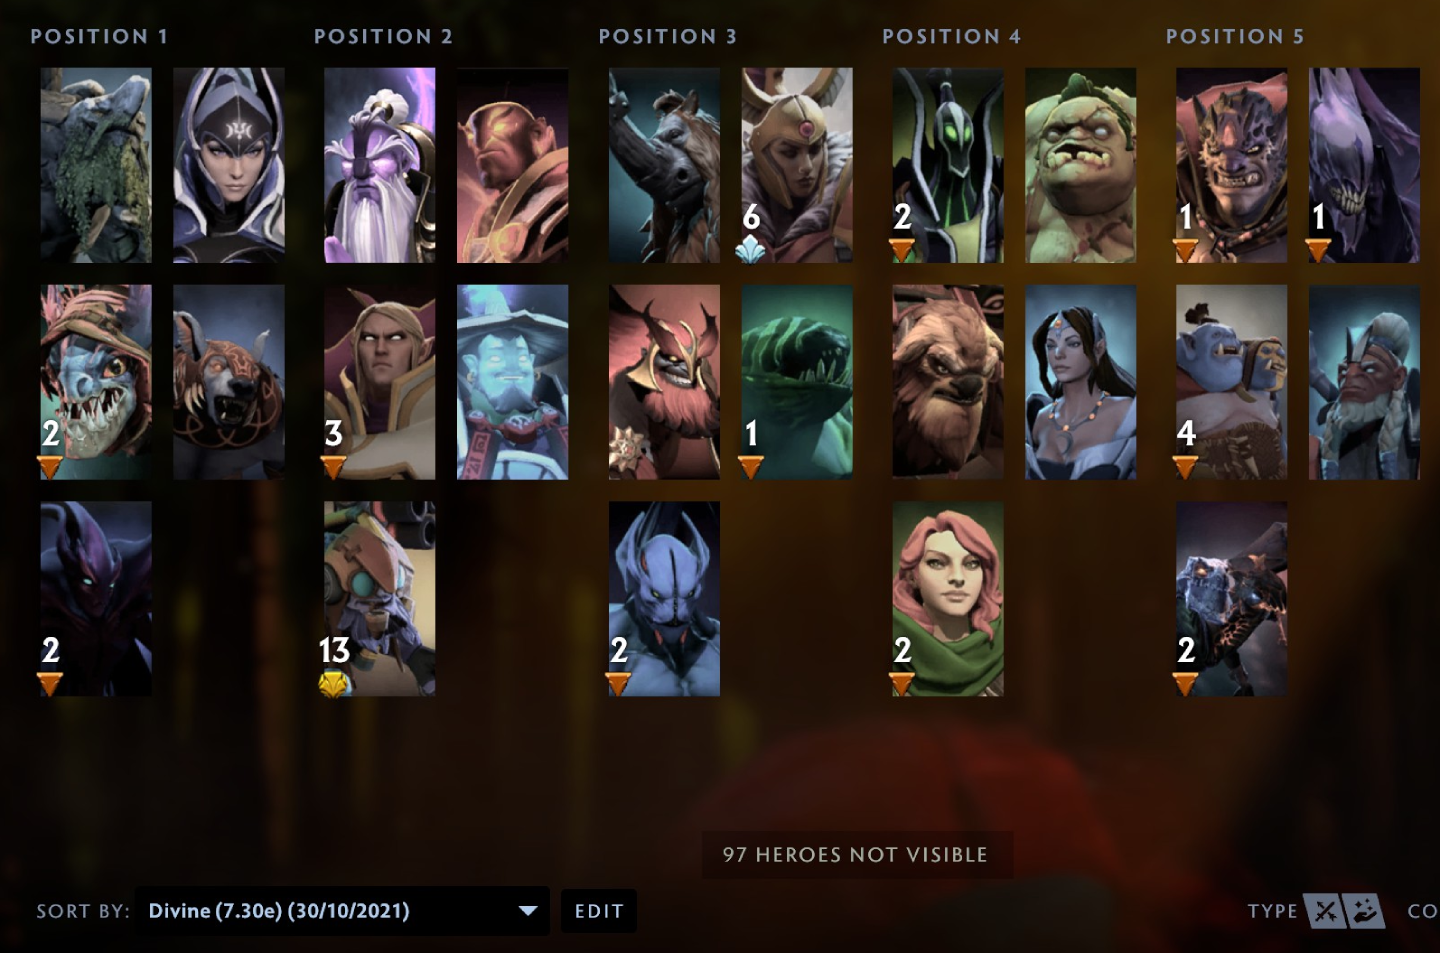 POSITION 1
POSITION 2
POSITION 3
POSITION 4
POSITION 5
6
2
1
1
2
3
1
4
2
13
2
2
2
97 HEROES NOT VISIBLE
SORT BY:
Divine (7.30e) (30/10/2021)
EDIT
TYPE
CO